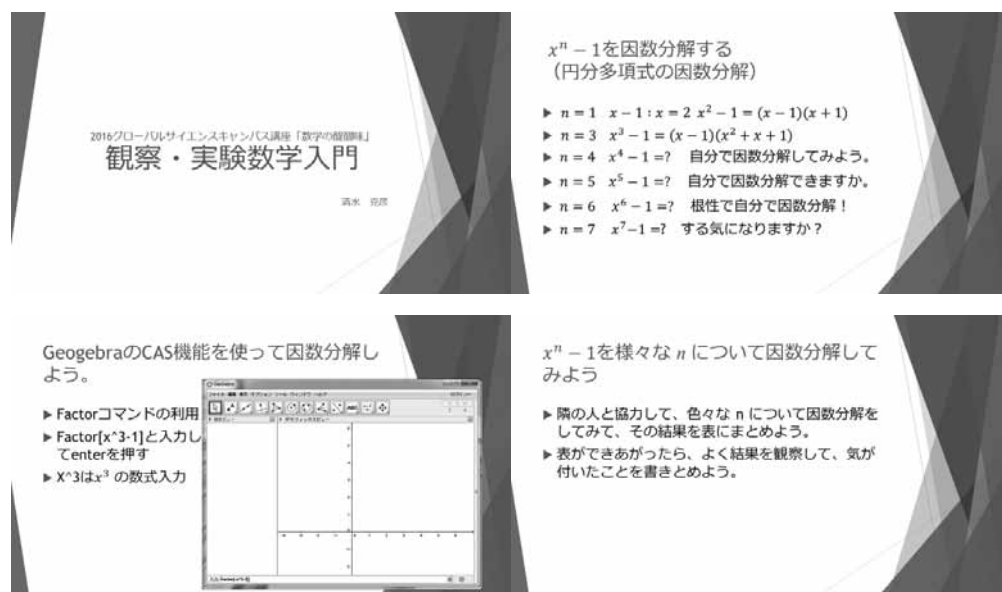 2016グローバルサイエンスキャンパス講座「数学の醍醐味」
観察・実験数学入門
清水 克彦
xⁿ − 1を因数分解する
(円分多項式の因数分解)
▶ n = 1 x − 1 : x = 2 x² − 1 = (x − 1)(x + 1)
▶ n = 3 x³ − 1 = (x − 1)(x² + x + 1)
▶ n = 4 x⁴ − 1 =? 自分で因数分解してみよう。
▶ n = 5 x⁵ − 1 =? 自分で因数分解できますか。
▶ n = 6 x⁶ − 1 =? 根性で自分で因数分解！
▶ n = 7 x⁷−1 =? する気になりますか？
GeogebraのCAS機能を使って因数分解し
よう。
▶ Factorコマンドの利用
▶ Factor[x^3-1]と入力し
てenterを押す
▶ X^3はx³ の数式入力
xⁿ − 1を様々な n について因数分解して
みよう
▶ 隣の人と協力して、色々な n について因数分解を
してみて、その結果を表にまとめよう。
▶ 表ができあがったら、よく結果を観察して、気が
付いたことを書きとめよう。